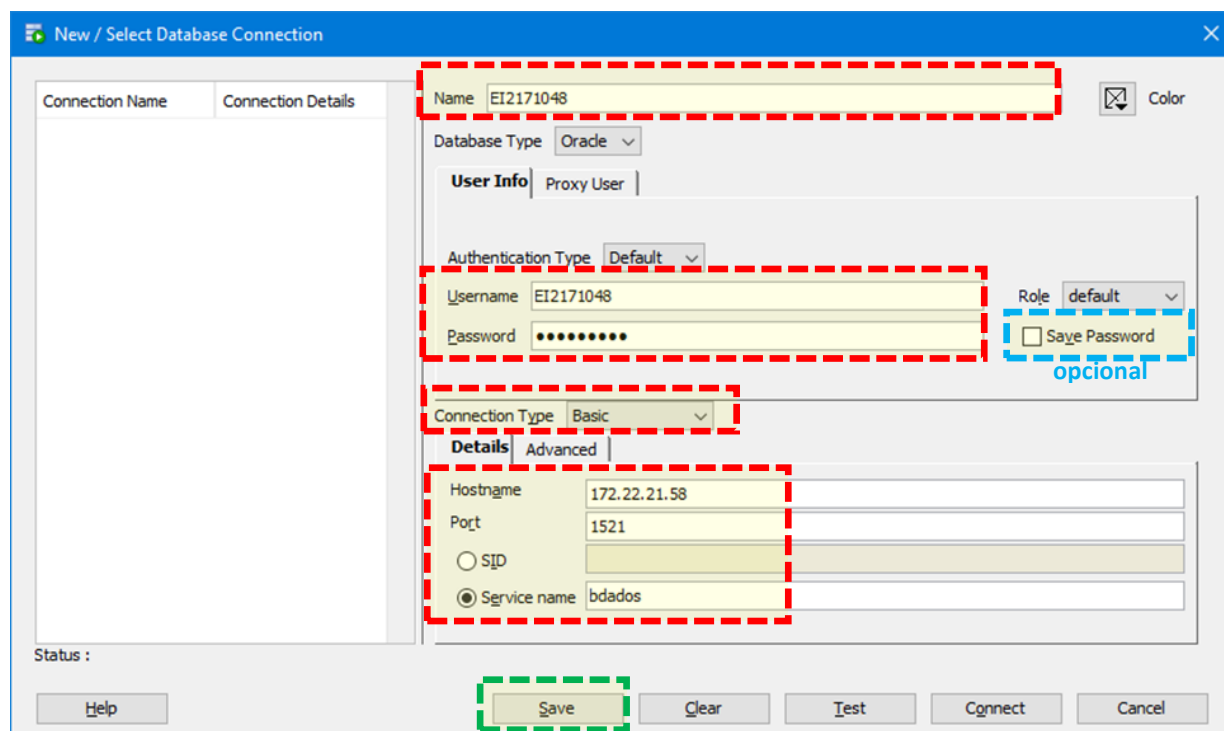 New / Select Database Connection
Connection Name Connection Details
Name EI2171048 Color
Database Type Oracle
User Info Proxy User
Authentication Type Default
Username EI2171048 Role default
Password ●●●●●●●●● Save Password
opcional
Connection Type Basic
Details Advanced
Hostname 172.22.21.58
Port 1521
SID
Service name bdados
Status :
Help Save Clear Test Connect Cancel